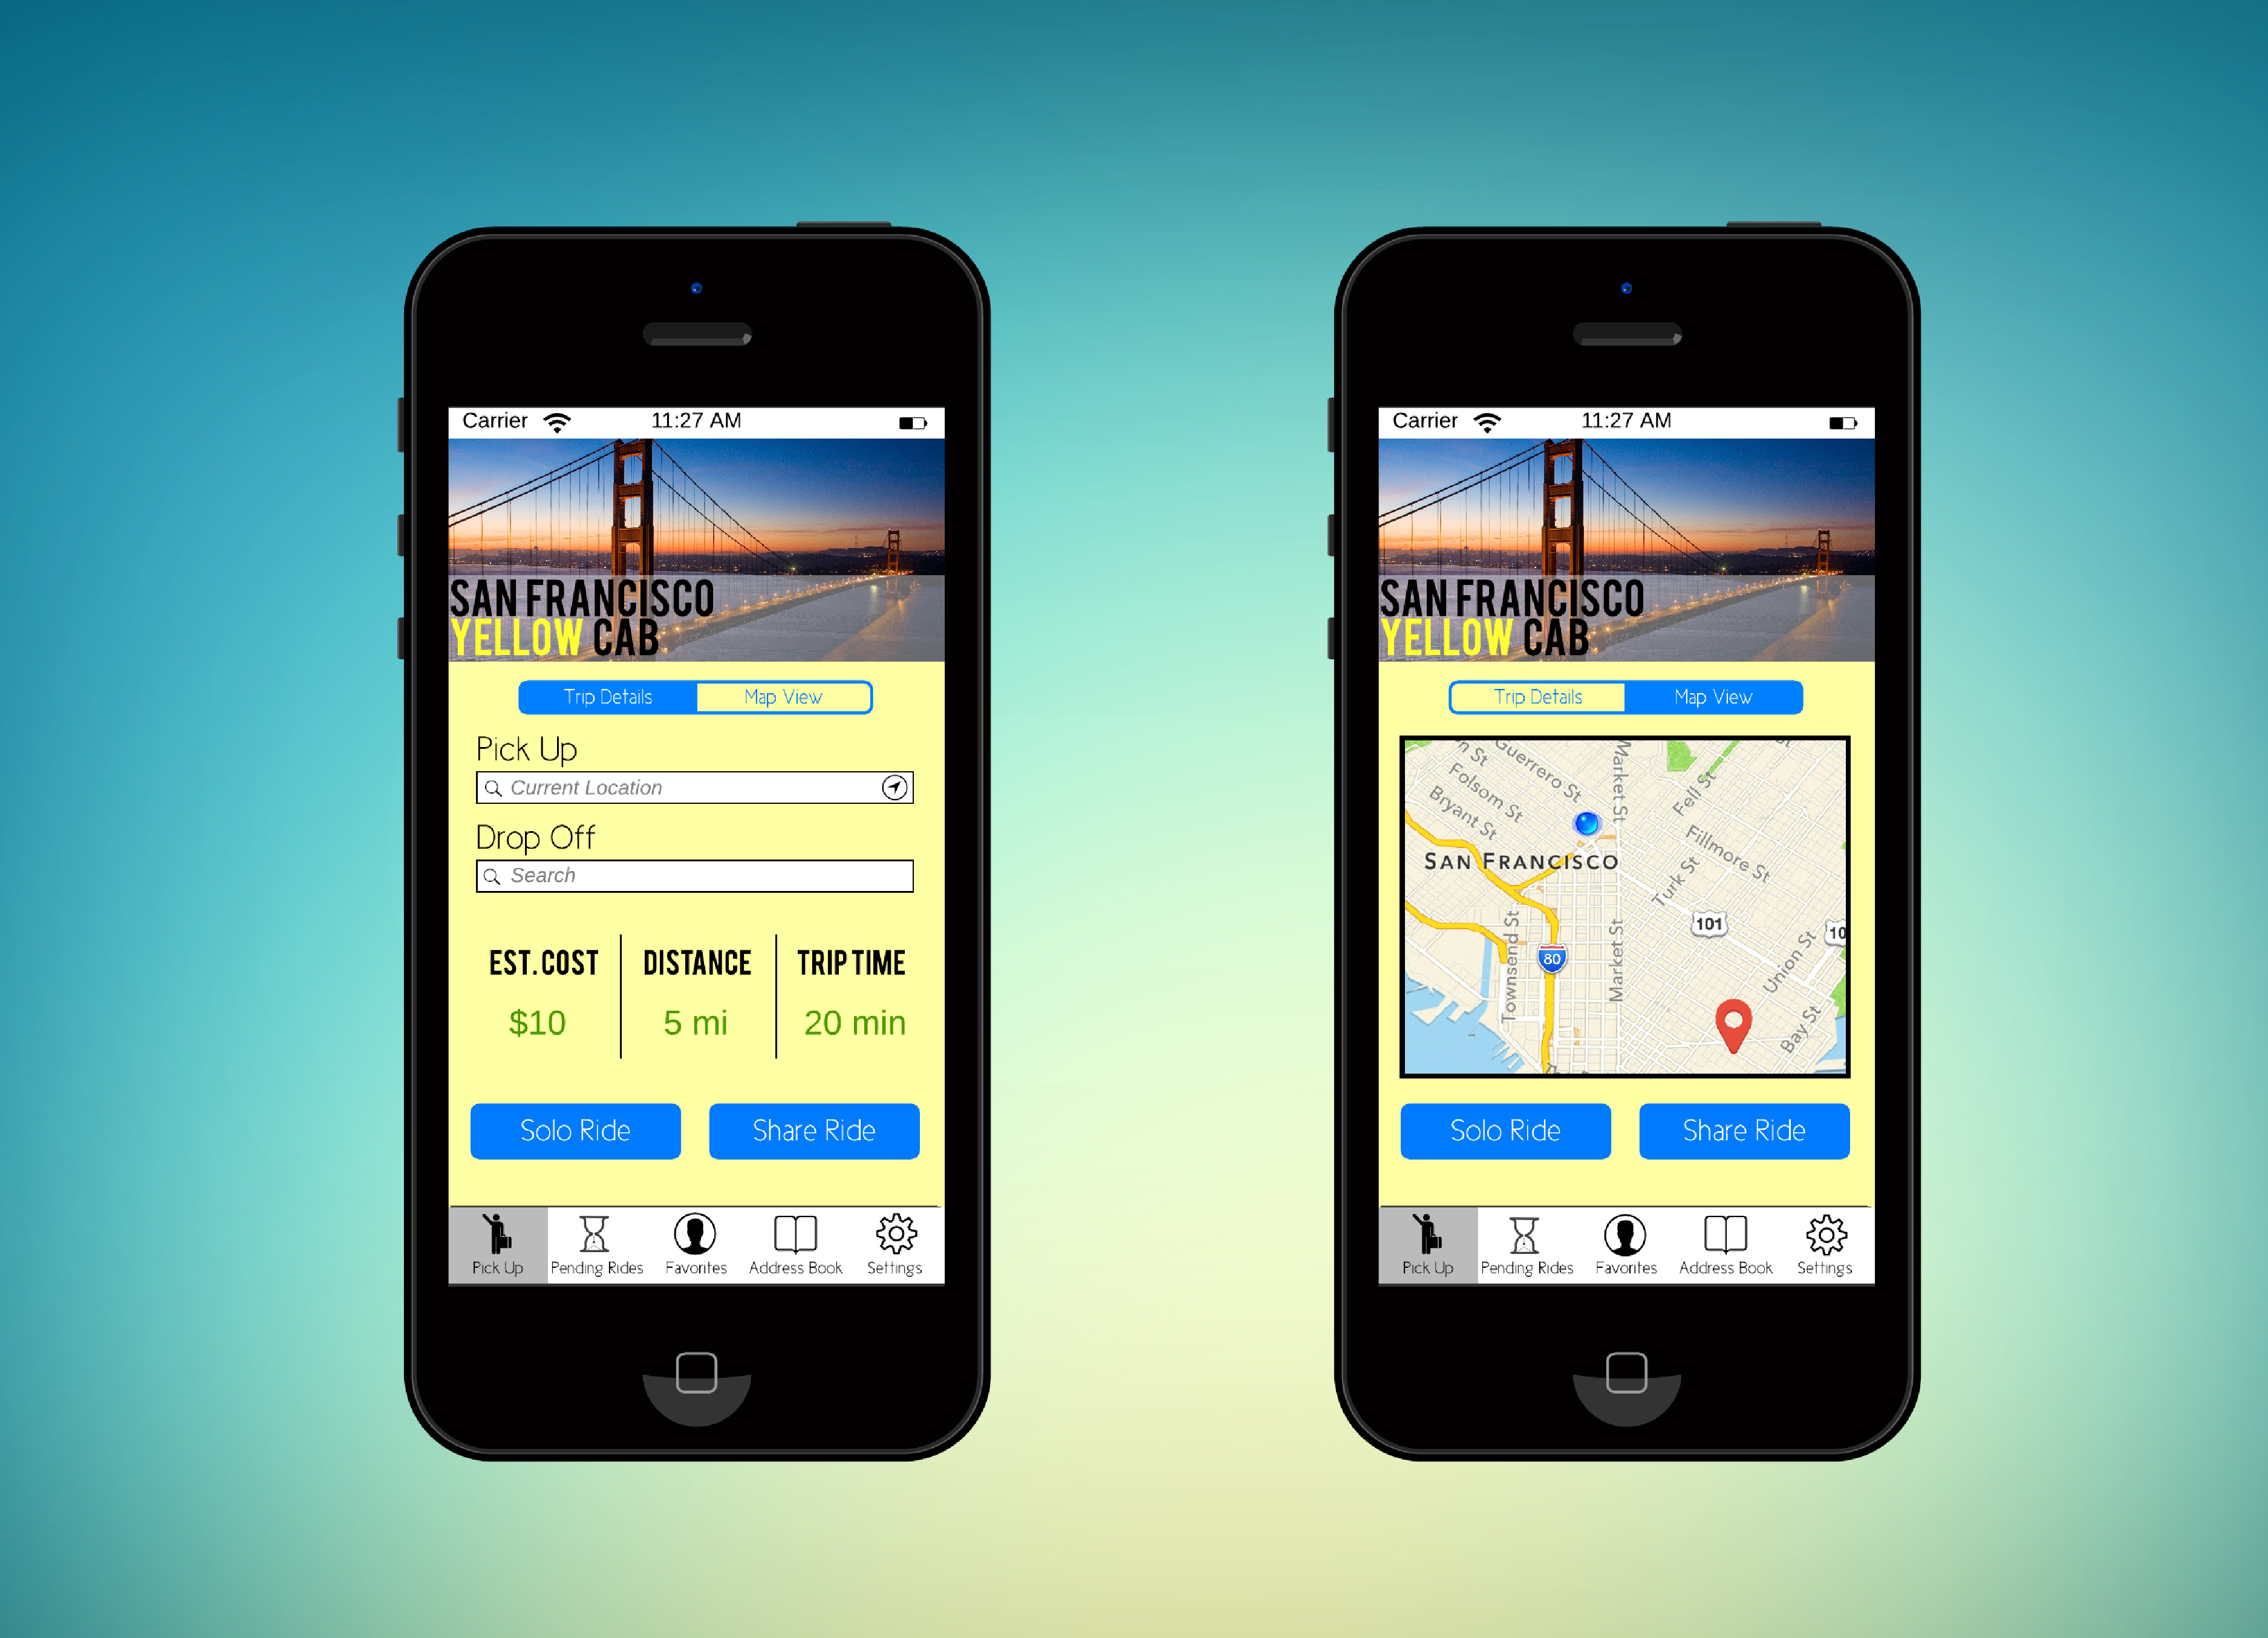 Carrier 11:27 AM
SAN FRANCISCO
YELLOW CAB
Trip Details Map View
Pick Up
Current Location
Drop Off
Search
EST. COST DISTANCE TRIP TIME
$10 5 mi 20 min
Solo Ride Share Ride
Pick Up Pending Rides Favorites Address Book Settings
Carrier 11:27 AM
SAN FRANCISCO
YELLOW CAB
Trip Details Map View
Guerrero St
Market St
Folsom St
Fell St
Bryant St
Fillmore St
SAN FRANCISCO
Turk St
101
10
Townsend St
Market St
Union St
80
Bay St
Solo Ride Share Ride
Pick Up Pending Rides Favorites Address Book Settings